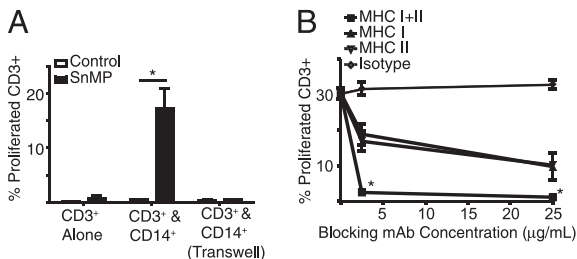 A
Control
SnMP
% Proliferated CD3+
20
10
0
*
CD3⁺
Alone
CD3⁺ &
CD14⁺
CD3⁺ &
CD14⁺
(Transwell)
B
MHC I+II
MHC I
MHC II
Isotype
% Proliferated CD3+
30
10
*
*
5
10
15
20
25
Blocking mAb Concentration (μg/mL)